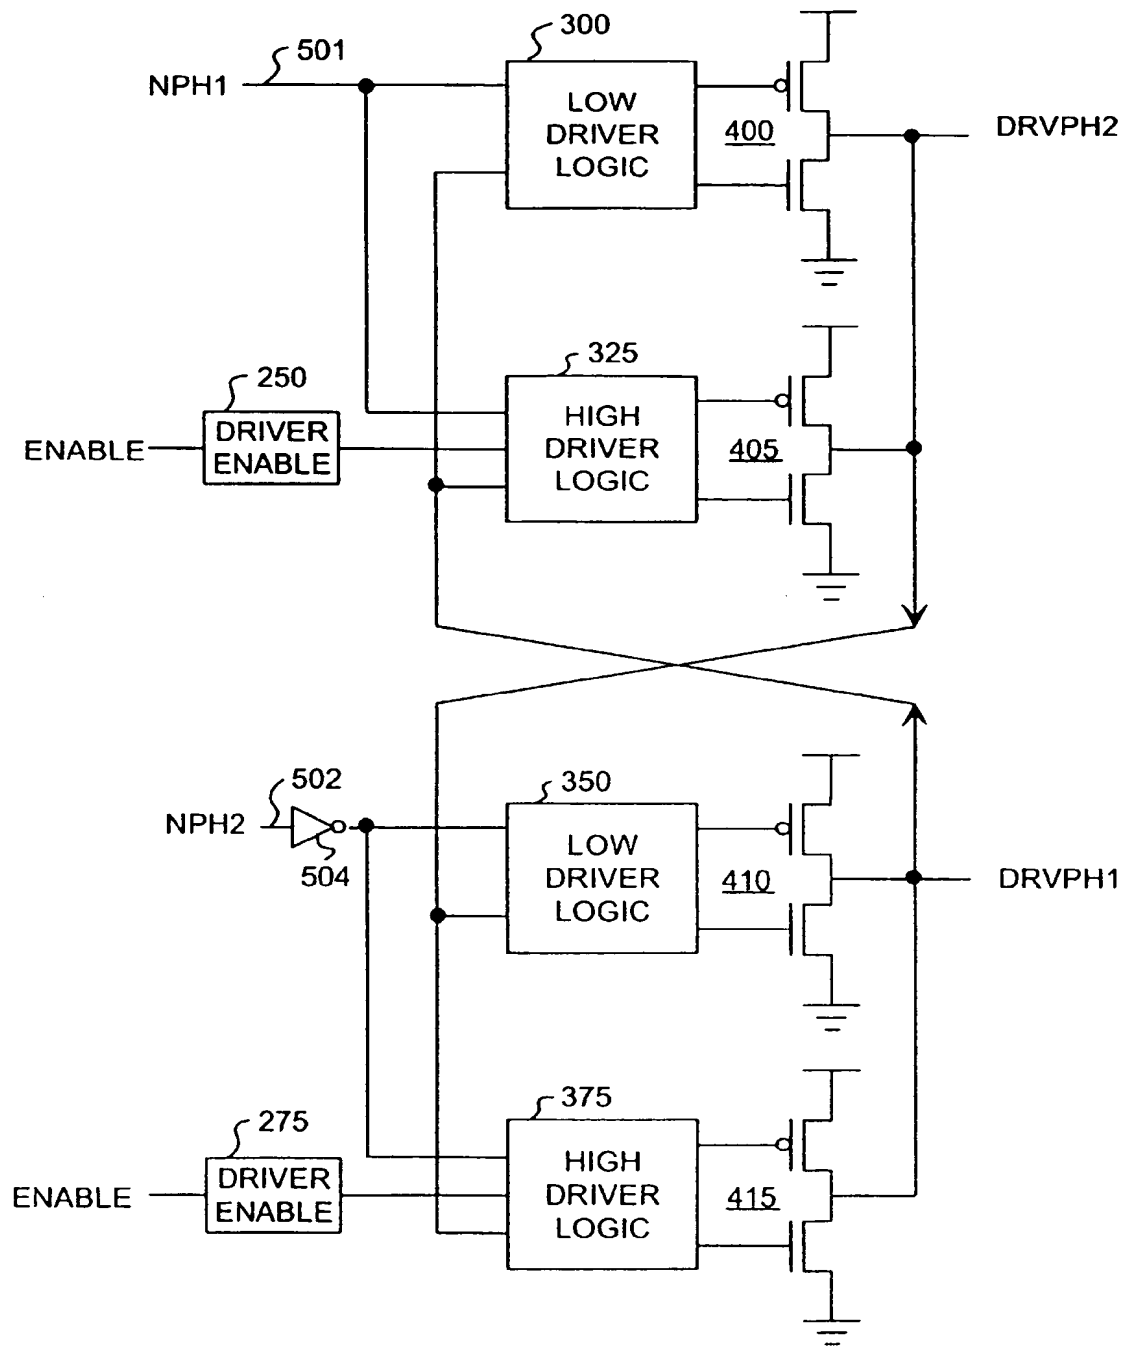 300
501
NPH1
LOW
DRIVER
LOGIC
400
DRVPH2
325
250
HIGH
DRIVER
LOGIC
405
ENABLE
DRIVER
ENABLE
502
350
NPH2
504
LOW
DRIVER
LOGIC
410
DRVPH1
375
275
HIGH
DRIVER
LOGIC
415
ENABLE
DRIVER
ENABLE